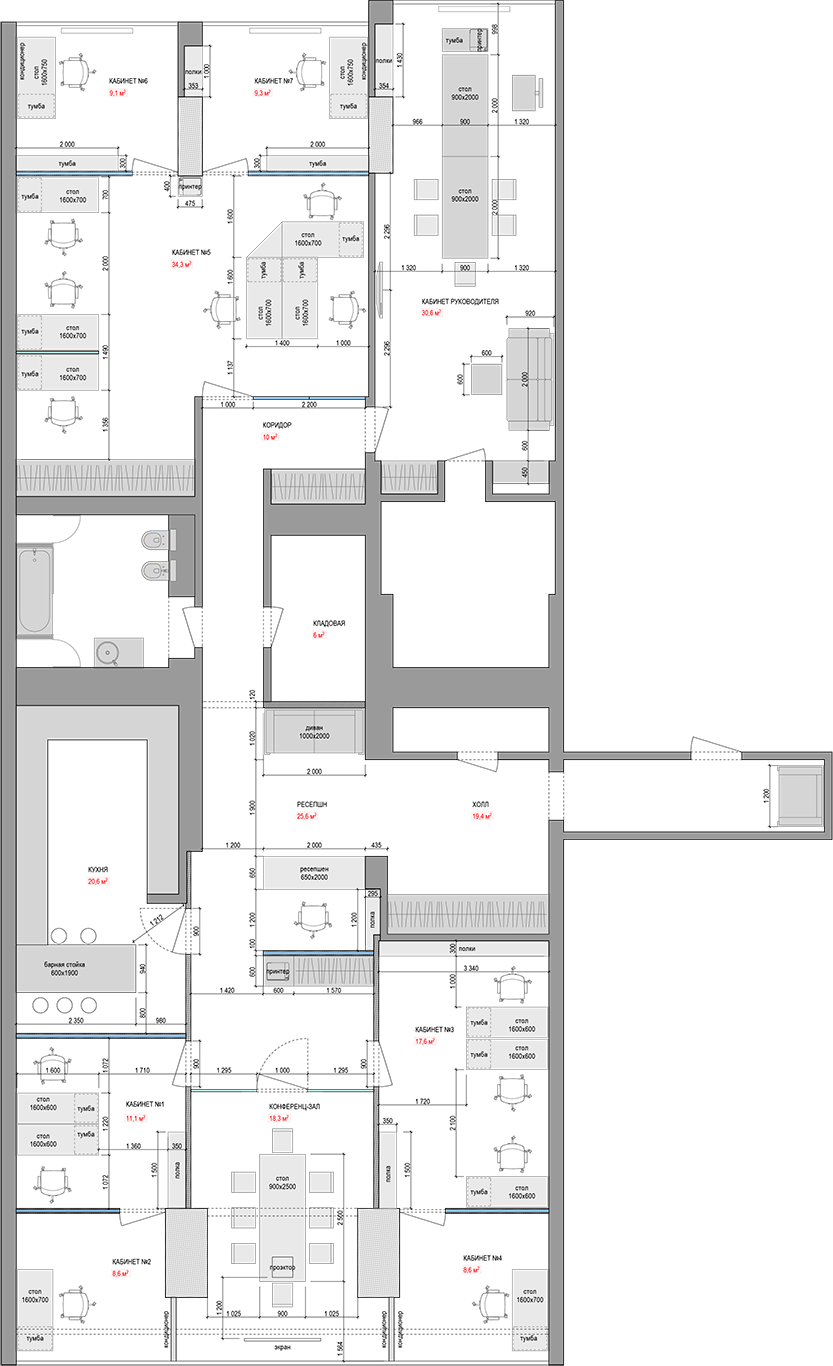 кондиционер
стол
1600x750
тумба
КАБИНЕТ №6
9,1 м²
полки
1 000
353
КАБИНЕТ №7
9,3 м²
стол
1600x750
тумба
кондиционер
полки
1 430
354
тумба
принтер
998
стол
900x2000
2 000
966
900
1 320
2 000
тумба
300
2 000
300
тумба
принтер
400
475
тумба
стол
1600x700
700
2 000
1 600
стол
1600x700
тумба
стол
900x2000
2 000
2 296
КАБИНЕТ №5
34,3 м²
1 600
тумба
тумба
стол
1600x700
стол
1600x700
1 320
900
1 320
КАБИНЕТ РУКОВОДИТЕЛЯ
30,6 м²
920
тумба
стол
1600x700
1 490
1 400
1 000
1 137
2 296
600
600
2 000
тумба
стол
1600x700
1 356
1 000
2 200
КОРИДОР
10 м²
600
450
КЛАДОВАЯ
6 м²
120
диван
1000x2000
1 020
2 000
РЕСЕПШН
25,6 м²
1 900
ХОЛЛ
19,4 м²
1 200
1 200
2 000
435
КУХНЯ
20,6 м²
ресепшен
650x2000
650
295
1 200
1 200
полка
1 212
900
100
барная стойка
600x1900
940
800
2 350
980
принтер
600
1 420
600
1 570
300
полки
3 340
1 000
тумба
стол
1600x600
тумба
стол
1600x600
КАБИНЕТ №3
17,6 м²
1 600
1 072
1 710
900
1 295
1 000
1 295
900
стол
1600x600
тумба
КАБИНЕТ №1
11,1 м²
1 220
стол
1600x600
тумба
1 360
350
1 500
полка
1 072
КОНФЕРЕНЦ-ЗАЛ
18,3 м²
1 720
350
2 100
полка
1 500
стол
900x2500
2 500
тумба
стол
1600x600
КАБИНЕТ №2
8,6 м²
стол
1600x700
тумба
проэктор
1 200
1 025
900
1 025
1 564
экран
кондиционер
кондиционер
кондиционер
КАБИНЕТ №4
8,6 м²
стол
1600x700
тумба